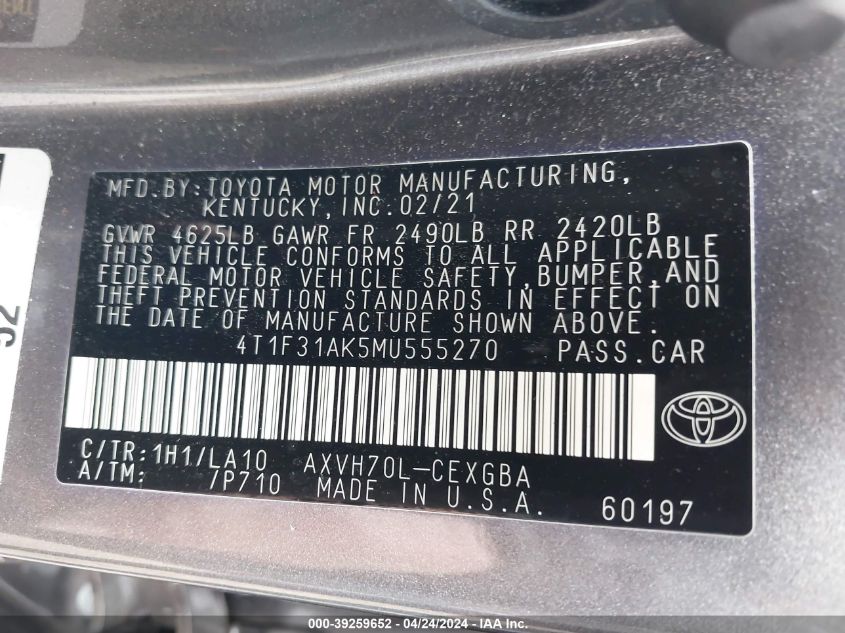 MFD.BY:TOYOTA MOTOR MANUFACTURING,
KENTUCKY,INC.02/21
GVWR 4625LB GAWR FR 2490LB RR 2420LB
THIS VEHICLE CONFORMS TO ALL APPLICABLE
FEDERAL MOTOR VEHICLE SAFETY,BUMPER,AND
THEFT PREVENTION STANDARDS IN EFFECT ON
THE DATE OF MANUFACTURE SHOWN ABOVE.
4T1F31AK5MU555270 PASS.CAR
C/TR:1H1/LA10 AXVH70L-CEXGBA
A/TM: /P710 MADE IN U.S.A.
60197
000-39259652 - 04/24/2024 - IAA Inc.